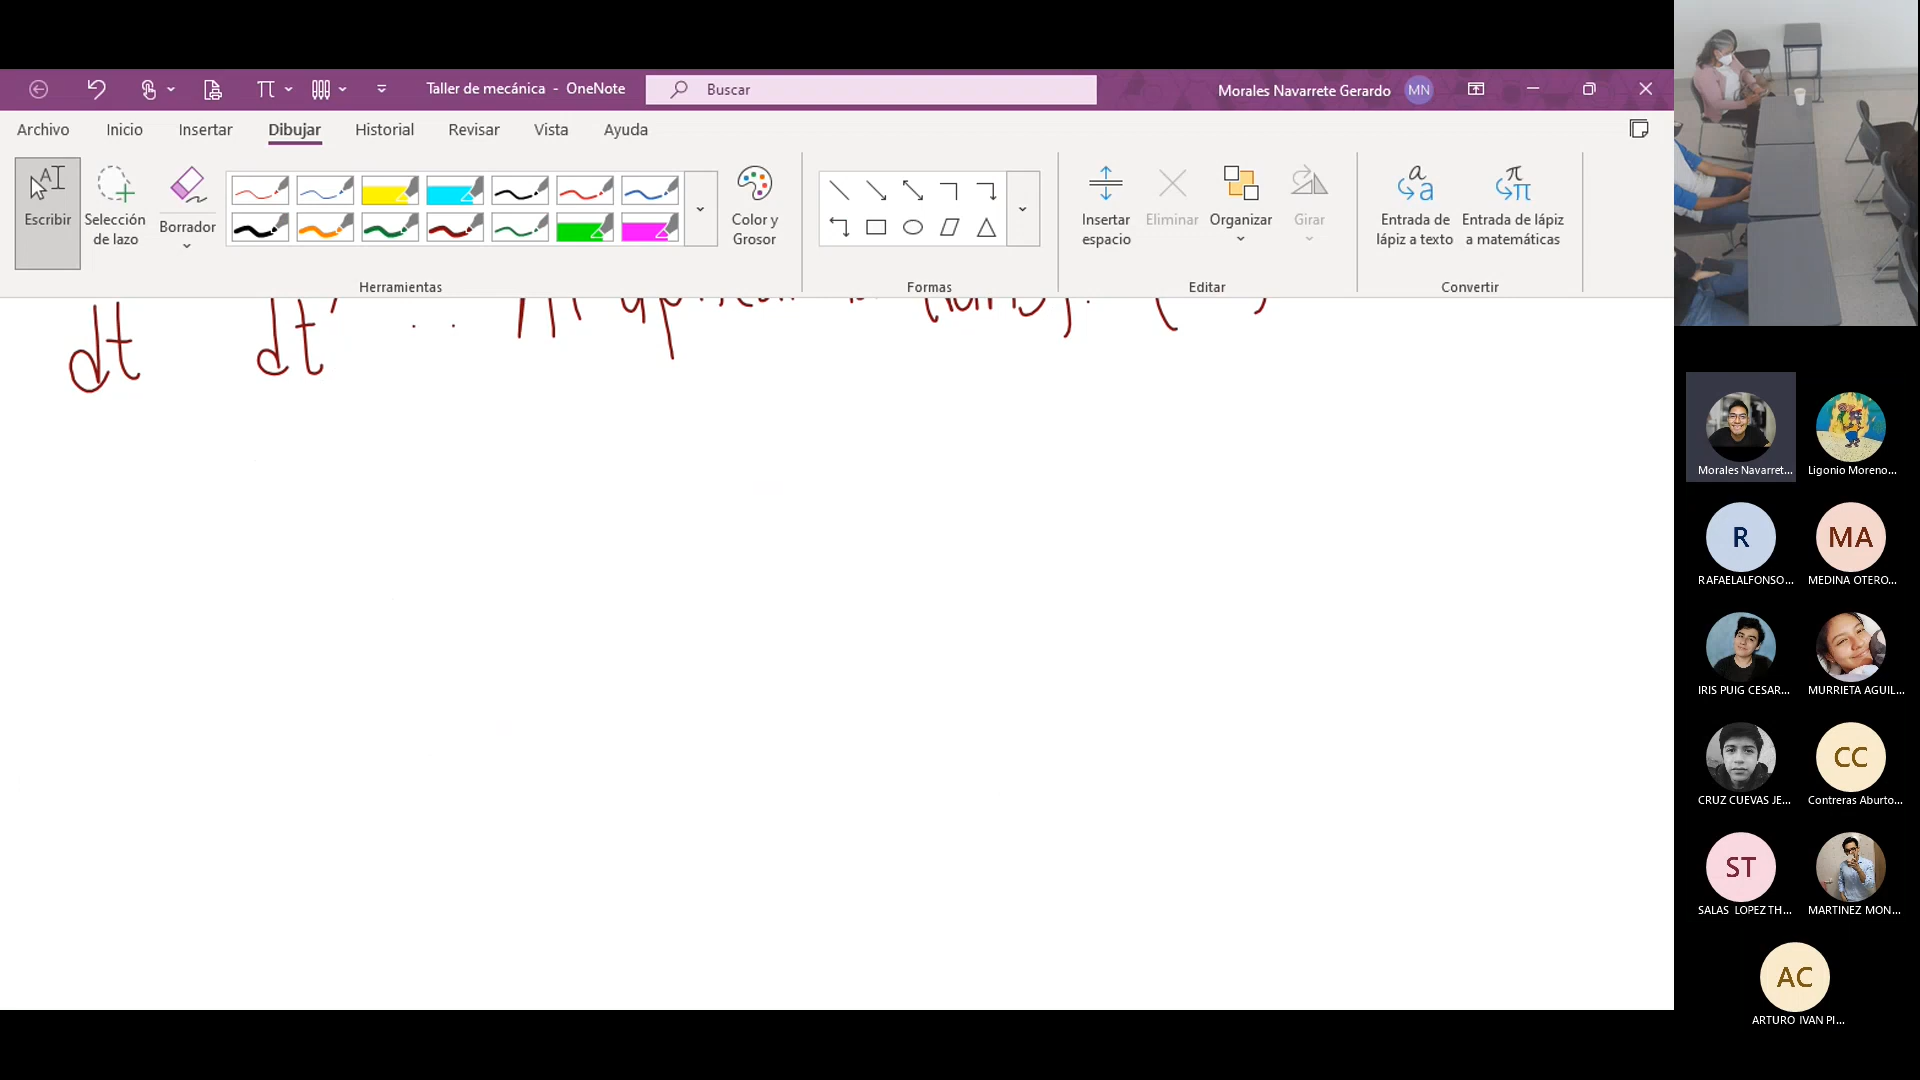 Taller de mecánica - OneNote
Buscar
Morales Navarrete Gerardo MN
Archivo Inicio Insertar Dibujar Historial Revisar Vista Ayuda
Escribir
Selección de lazo
Borrador
Color y Grosor
Insertar espacio
Eliminar
Organizar
Girar
Entrada de lápiz a texto
Entrada de lápiz a matemáticas
Herramientas Formas Editar Convertir
dt dt
Morales Navarret...
Ligonio Moreno...
R
RAFAELALFONSO...
MA
MEDINA OTERO...
IRIS PUIG CESAR...
MURRIETA AGUIL...
CRUZ CUEVAS JE...
CC
Contreras Aburto...
ST
SALAS LOPEZ TH...
MARTINEZ MON...
AC
ARTURO IVAN PI...